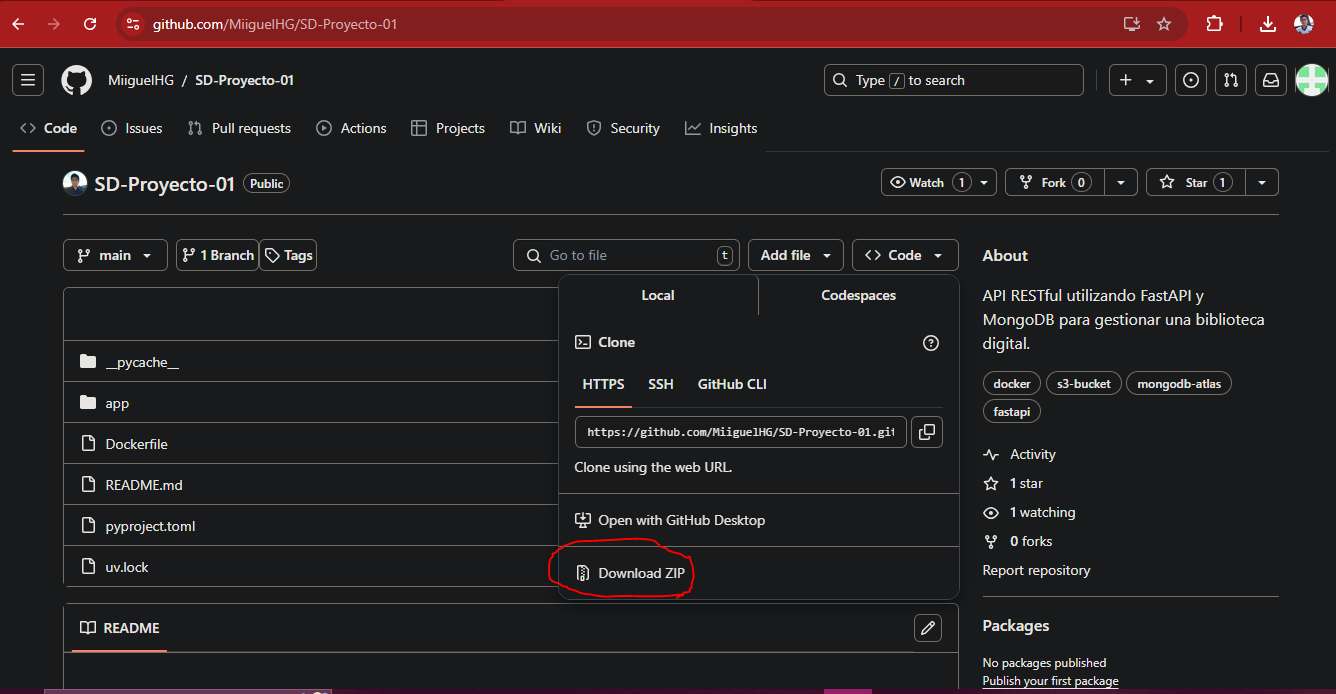 github.com/MiiguelHG/SD-Proyecto-01
MiiguelHG / SD-Proyecto-01
Type / to search
Code Issues Pull requests Actions Projects Wiki Security Insights
SD-Proyecto-01 Public
Watch 1 Fork 0 Star 1
main 1 Branch Tags Go to file t Add file Code
Local Codespaces
Clone
HTTPS SSH GitHub CLI
https://github.com/MiiguelHG/SD-Proyecto-01.git
Clone using the web URL.
Open with GitHub Desktop
Download ZIP
__pycache__
app
Dockerfile
README.md
pyproject.toml
uv.lock
README
About
API RESTful utilizando FastAPI y
MongoDB para gestionar una biblioteca
digital.
docker s3-bucket mongodb-atlas
fastapi
Activity
1 star
1 watching
0 forks
Report repository
Packages
No packages published
Publish your first package